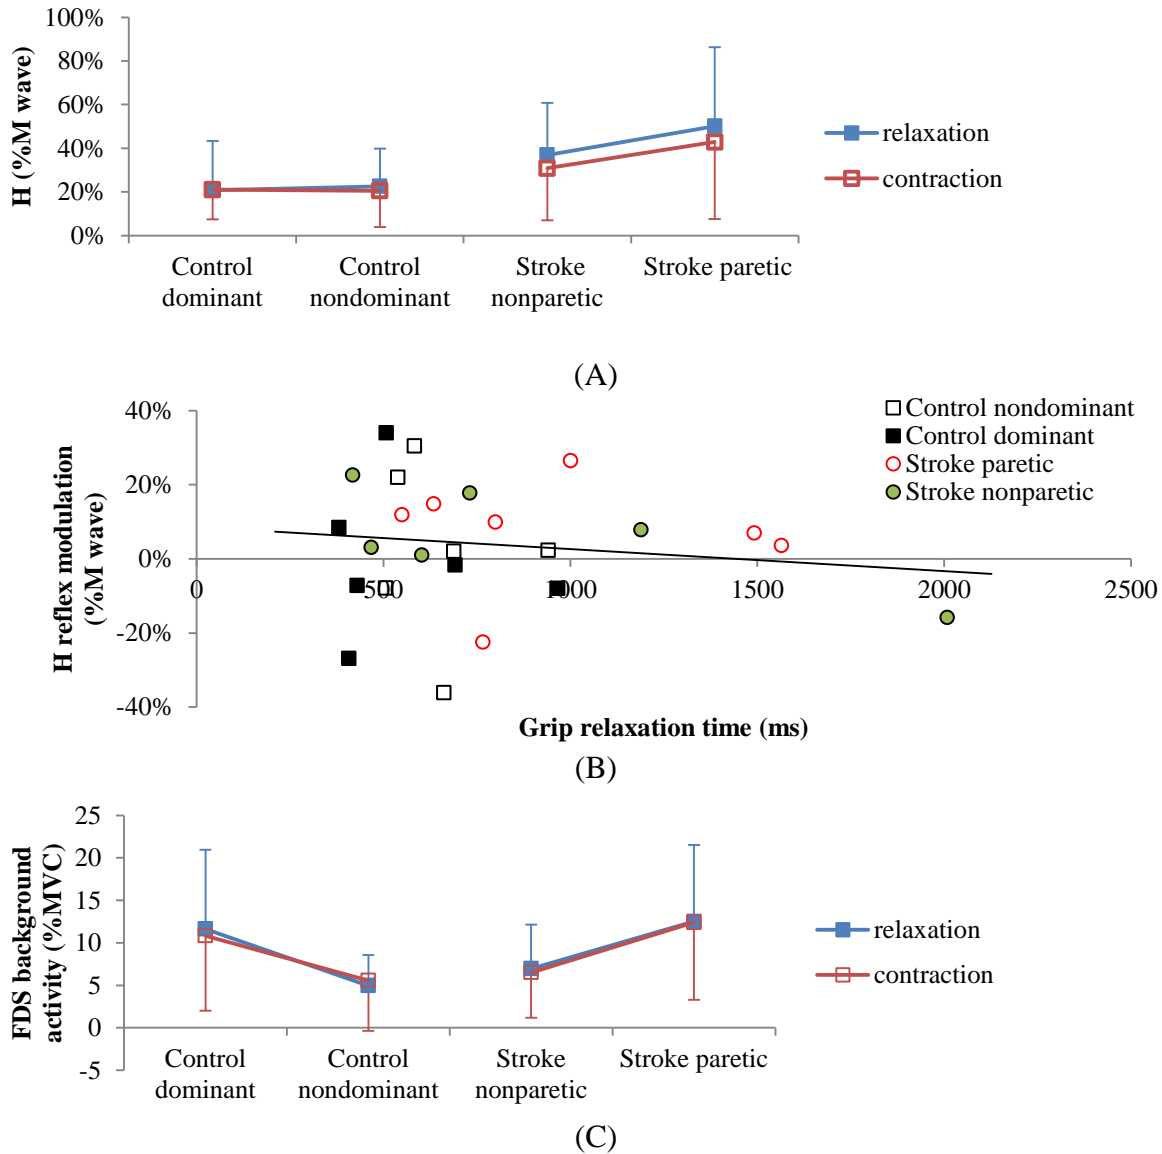 100%
80%
60%
40%
20%
0%
H (%M wave)
Control
dominant
Control
nondominant
Stroke
nonparetic
Stroke paretic
relaxation
contraction
(A)
40%
20%
0%
-20%
-40%
H reflex modulation
(%M wave)
0
500
1000
1500
2000
2500
Control nondominant
Control dominant
Stroke paretic
Stroke nonparetic
Grip relaxation time (ms)
(B)
25
20
15
10
5
0
-5
FDS background
activity (%MVC)
Control
dominant
Control
nondominant
Stroke
nonparetic
Stroke paretic
relaxation
contraction
(C)